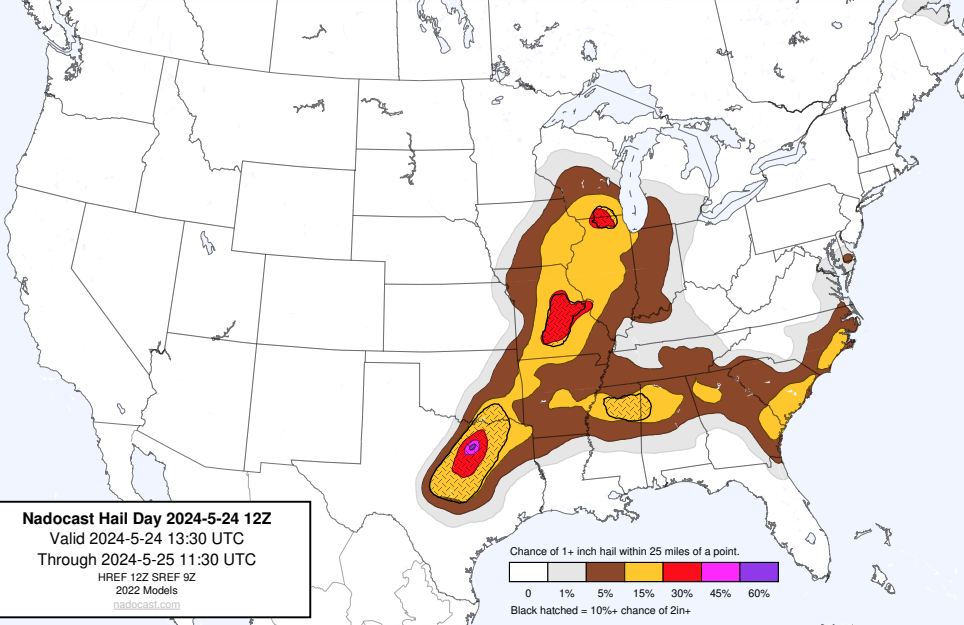 Nadocast Hail Day 2024-5-24 12Z
Valid 2024-5-24 13:30 UTC
Through 2024-5-25 11:30 UTC
HREF 12Z SREF 9Z
2022 Models
nadocast.com
Chance of 1+ inch hail within 25 miles of a point.
0 1% 5% 15% 30% 45% 60%
Black hatched = 10%+ chance of 2in+